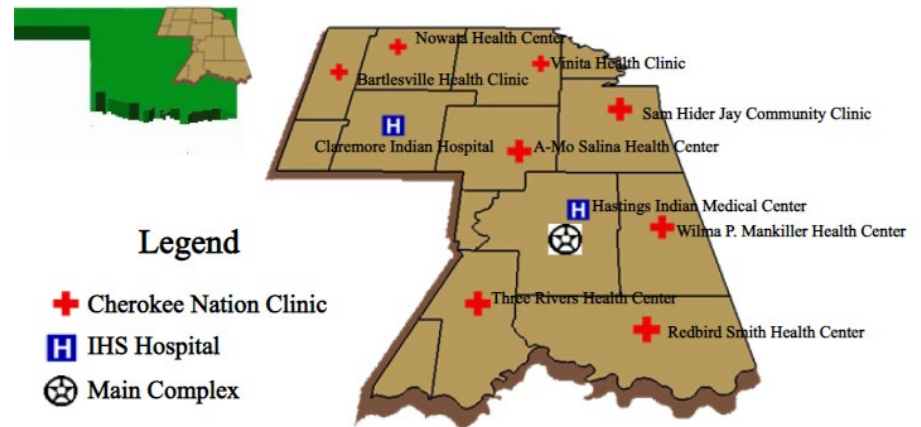 Nowata Health Center
Vinita Health Clinic
Bartlesville Health Clinic
Sam Hider Jay Community Clinic
H
Claremore Indian Hospital
A-Mo Salina Health Center
H
Hastings Indian Medical Center
Wilma P. Mankiller Health Center
Three Rivers Health Center
Redbird Smith Health Center
Legend
Cherokee Nation Clinic
H
IHS Hospital
Main Complex